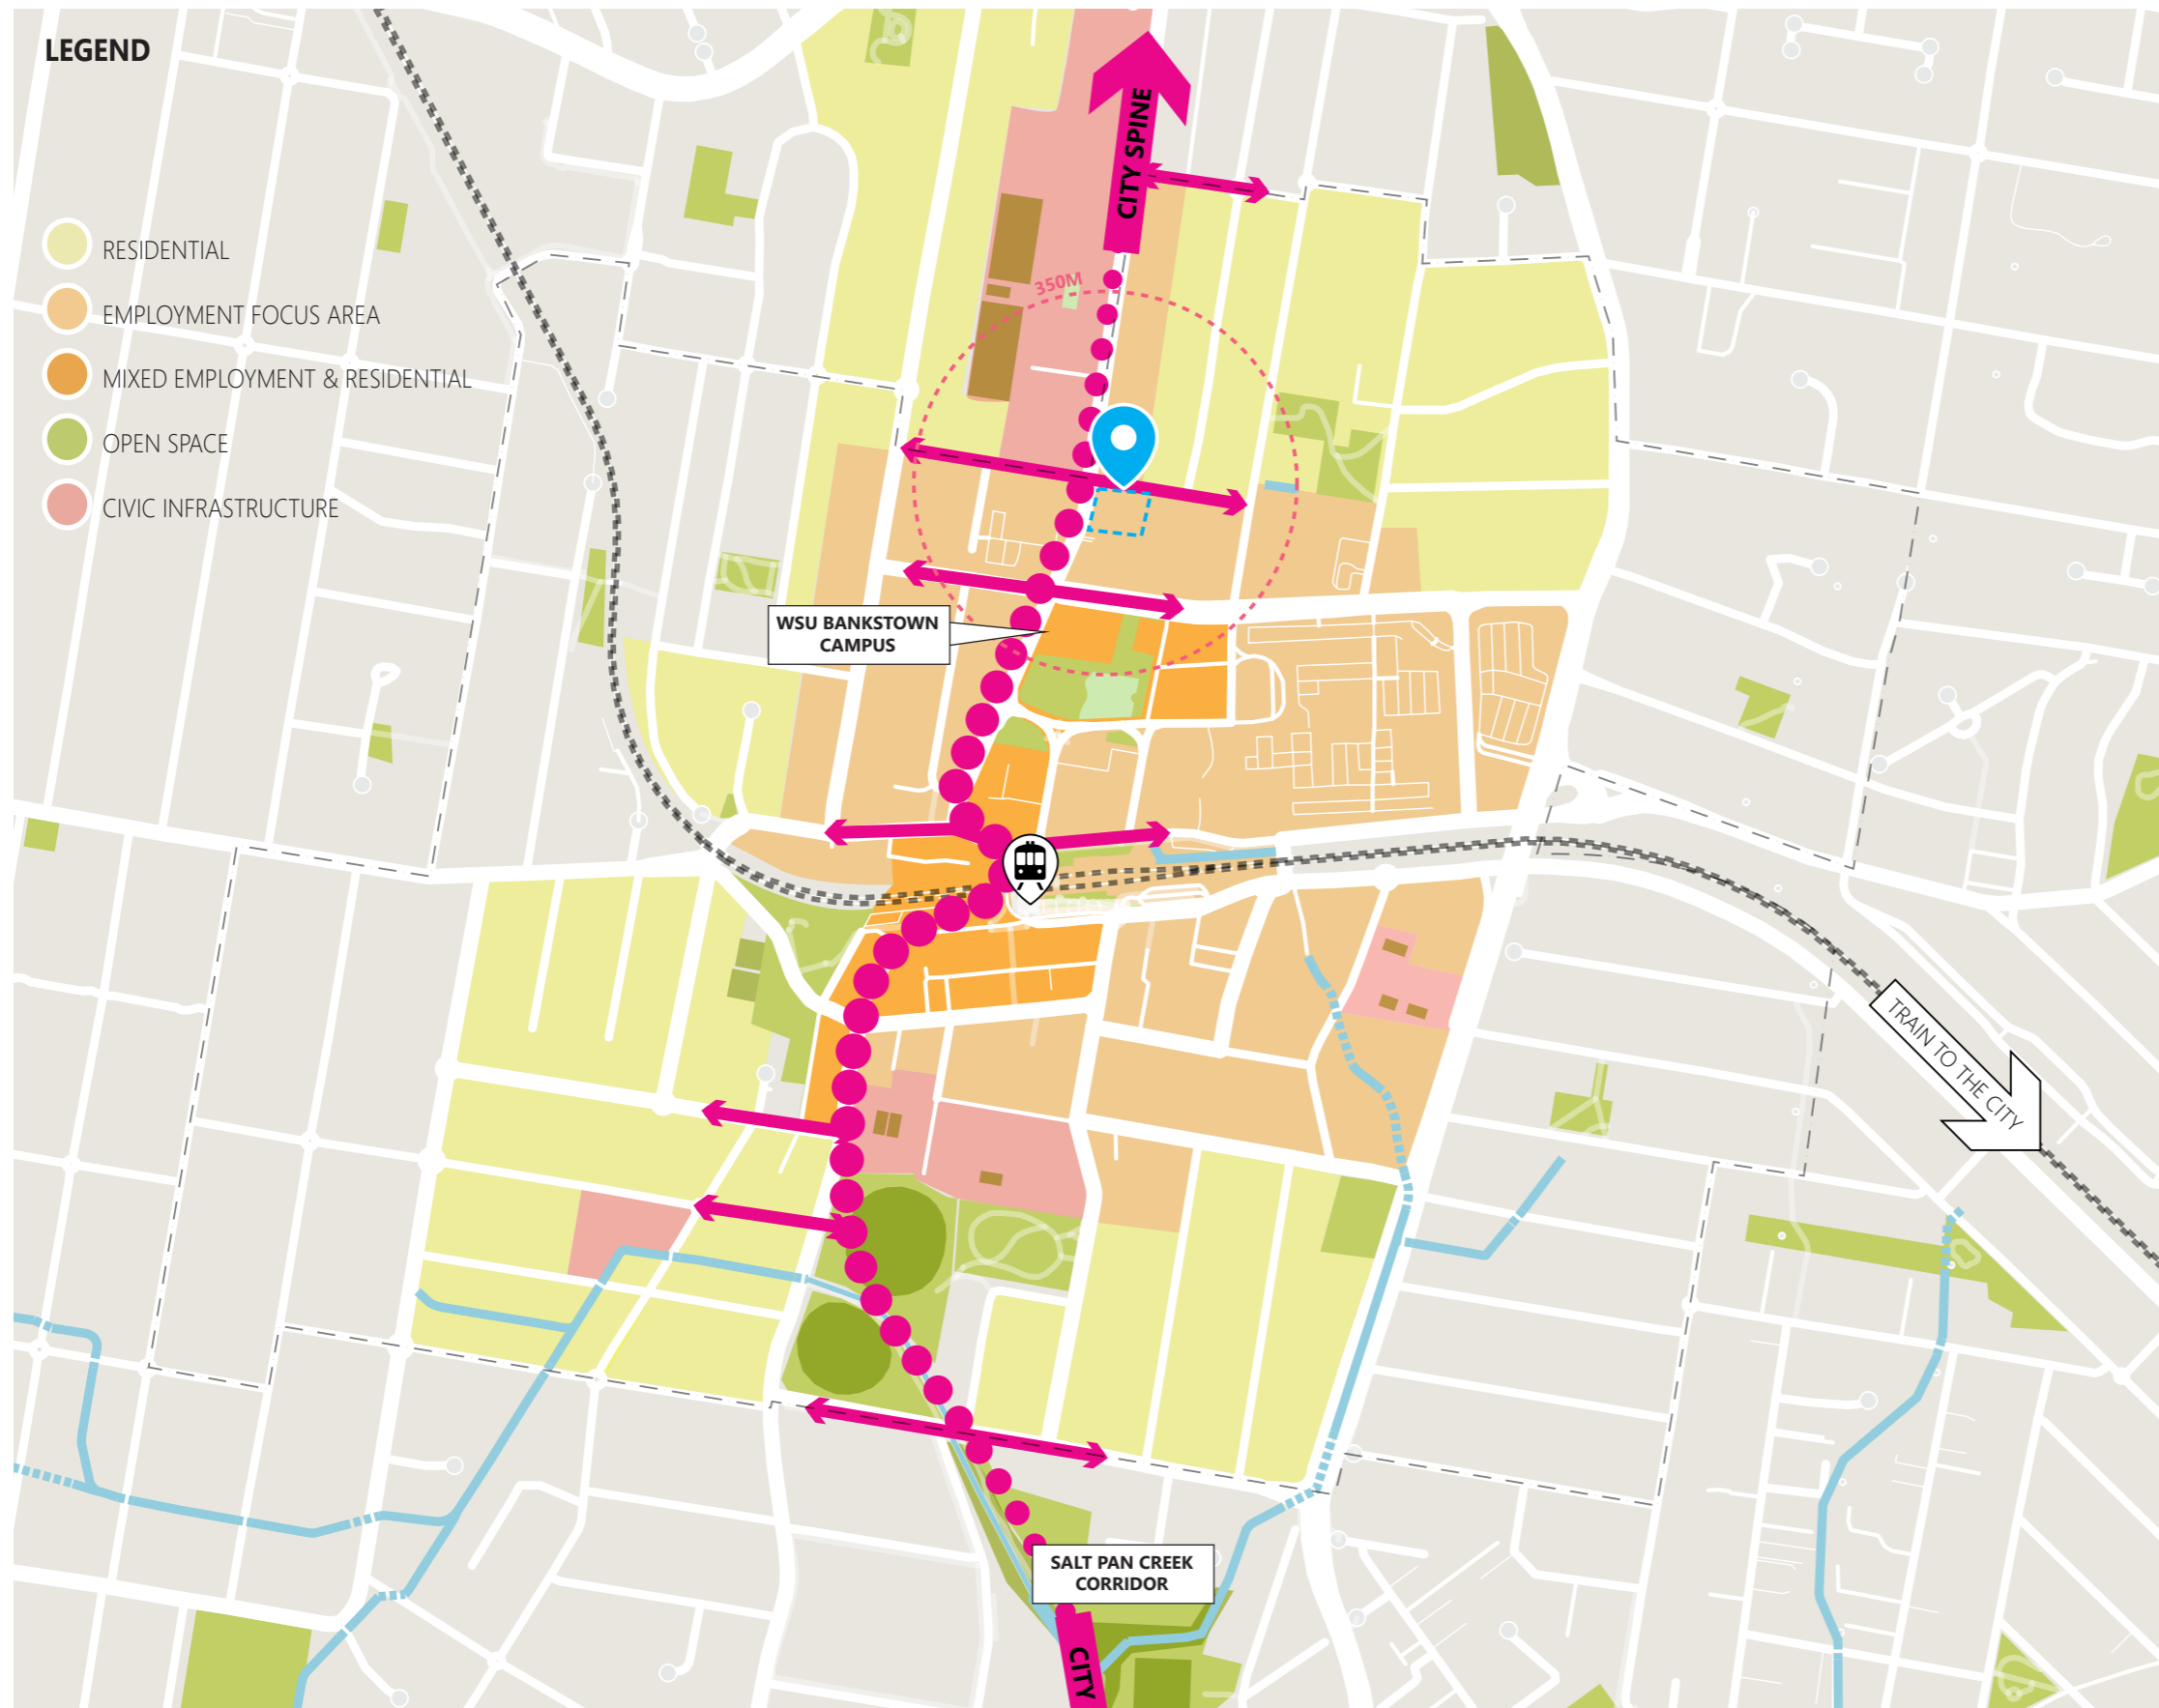 LEGEND
RESIDENTIAL
EMPLOYMENT FOCUS AREA
MIXED EMPLOYMENT & RESIDENTIAL
OPEN SPACE
CIVIC INFRASTRUCTURE
CITY SPINE
350M
WSU BANKSTOWN
CAMPUS
TRAIN TO THE CITY
SALT PAN CREEK
CORRIDOR
CITY